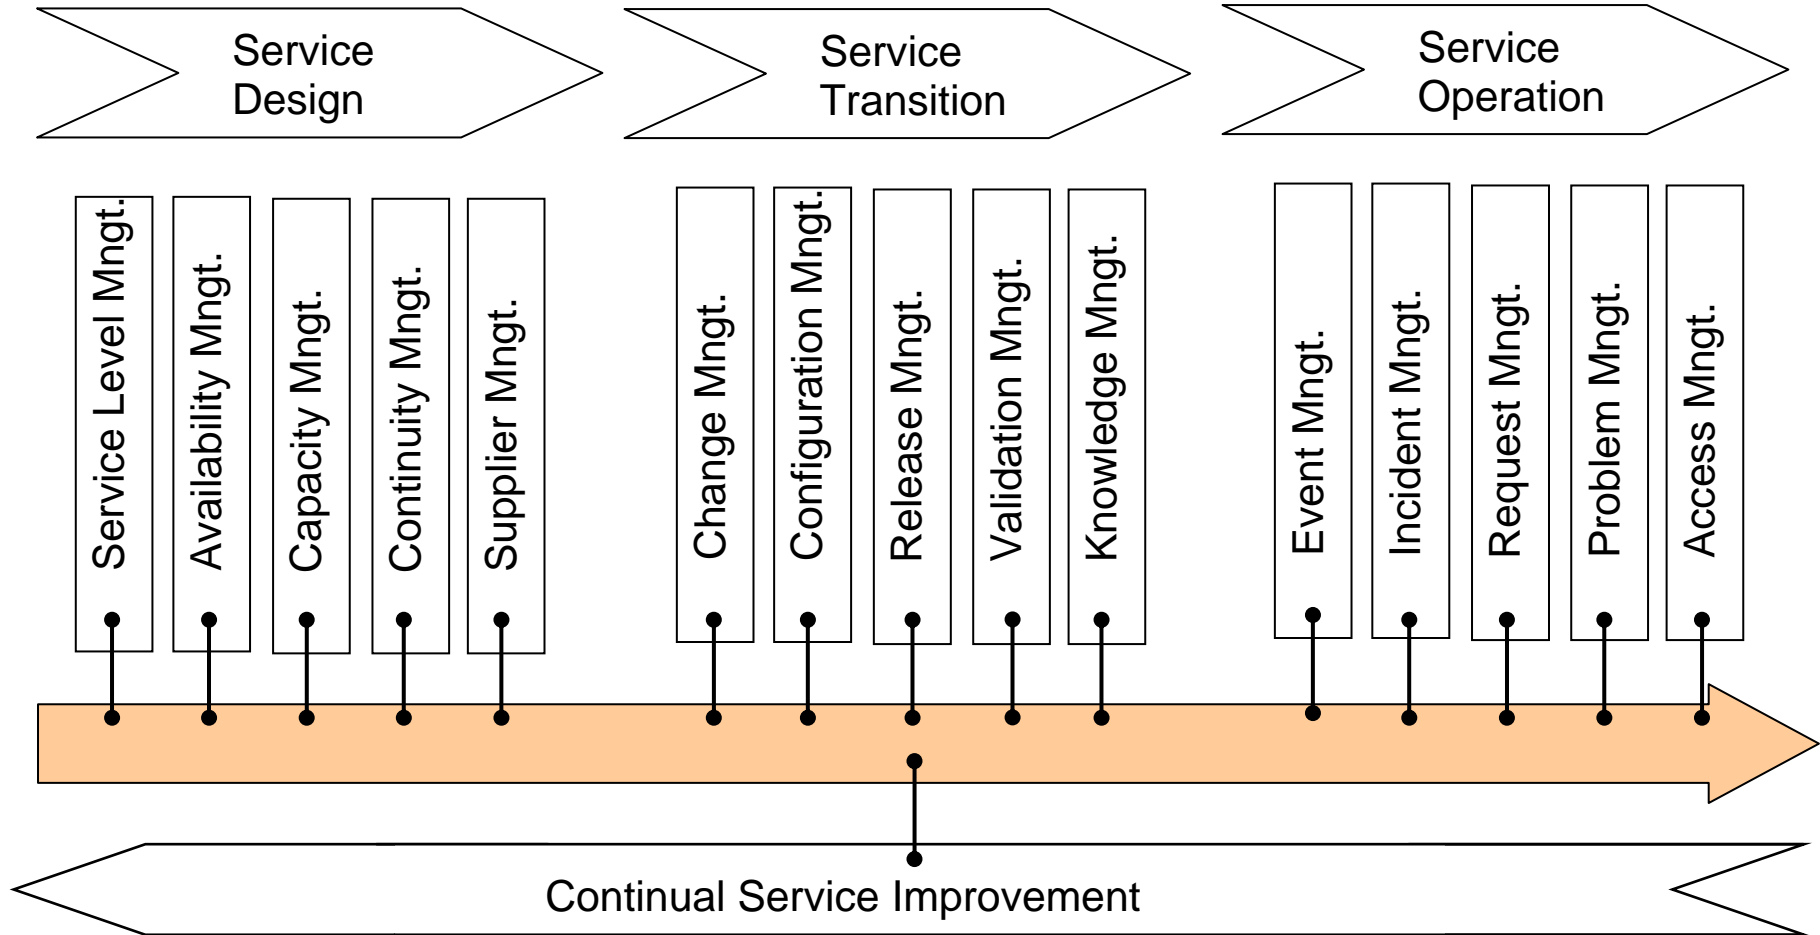 Service
Design
Service
Transition
Service
Operation
Service Level Mngt.
Availability Mngt.
Capacity Mngt.
Continuity Mngt.
Supplier Mngt.
Change Mngt.
Configuration Mngt.
Release Mngt.
Validation Mngt.
Knowledge Mngt.
Event Mngt.
Incident Mngt.
Request Mngt.
Problem Mngt.
Access Mngt.
Continual Service Improvement